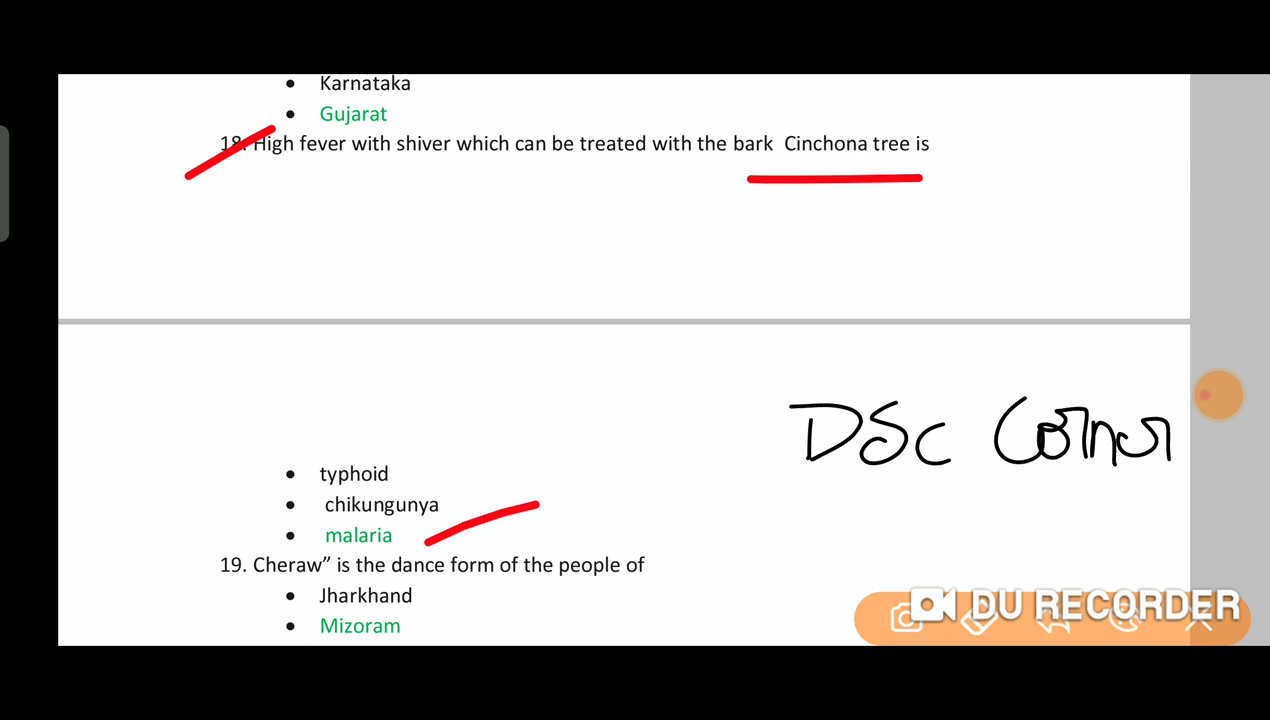 Karnataka
Gujarat
18. High fever with shiver which can be treated with the bark Cinchona tree is
DSC Corner
typhoid
chikungunya
malaria
19. Cheraw” is the dance form of the people of
Jharkhand
Mizoram
DU RECORDER